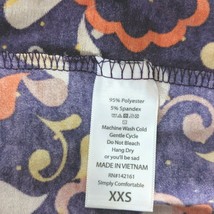 95% Polyester
5% Spandex
Machine Wash Cold
Gentle Cycle
Do Not Bleach
Hang Dry
or you'll be sad
MADE IN VIETNAM
RN#142161
Simply Comfortable
XXS